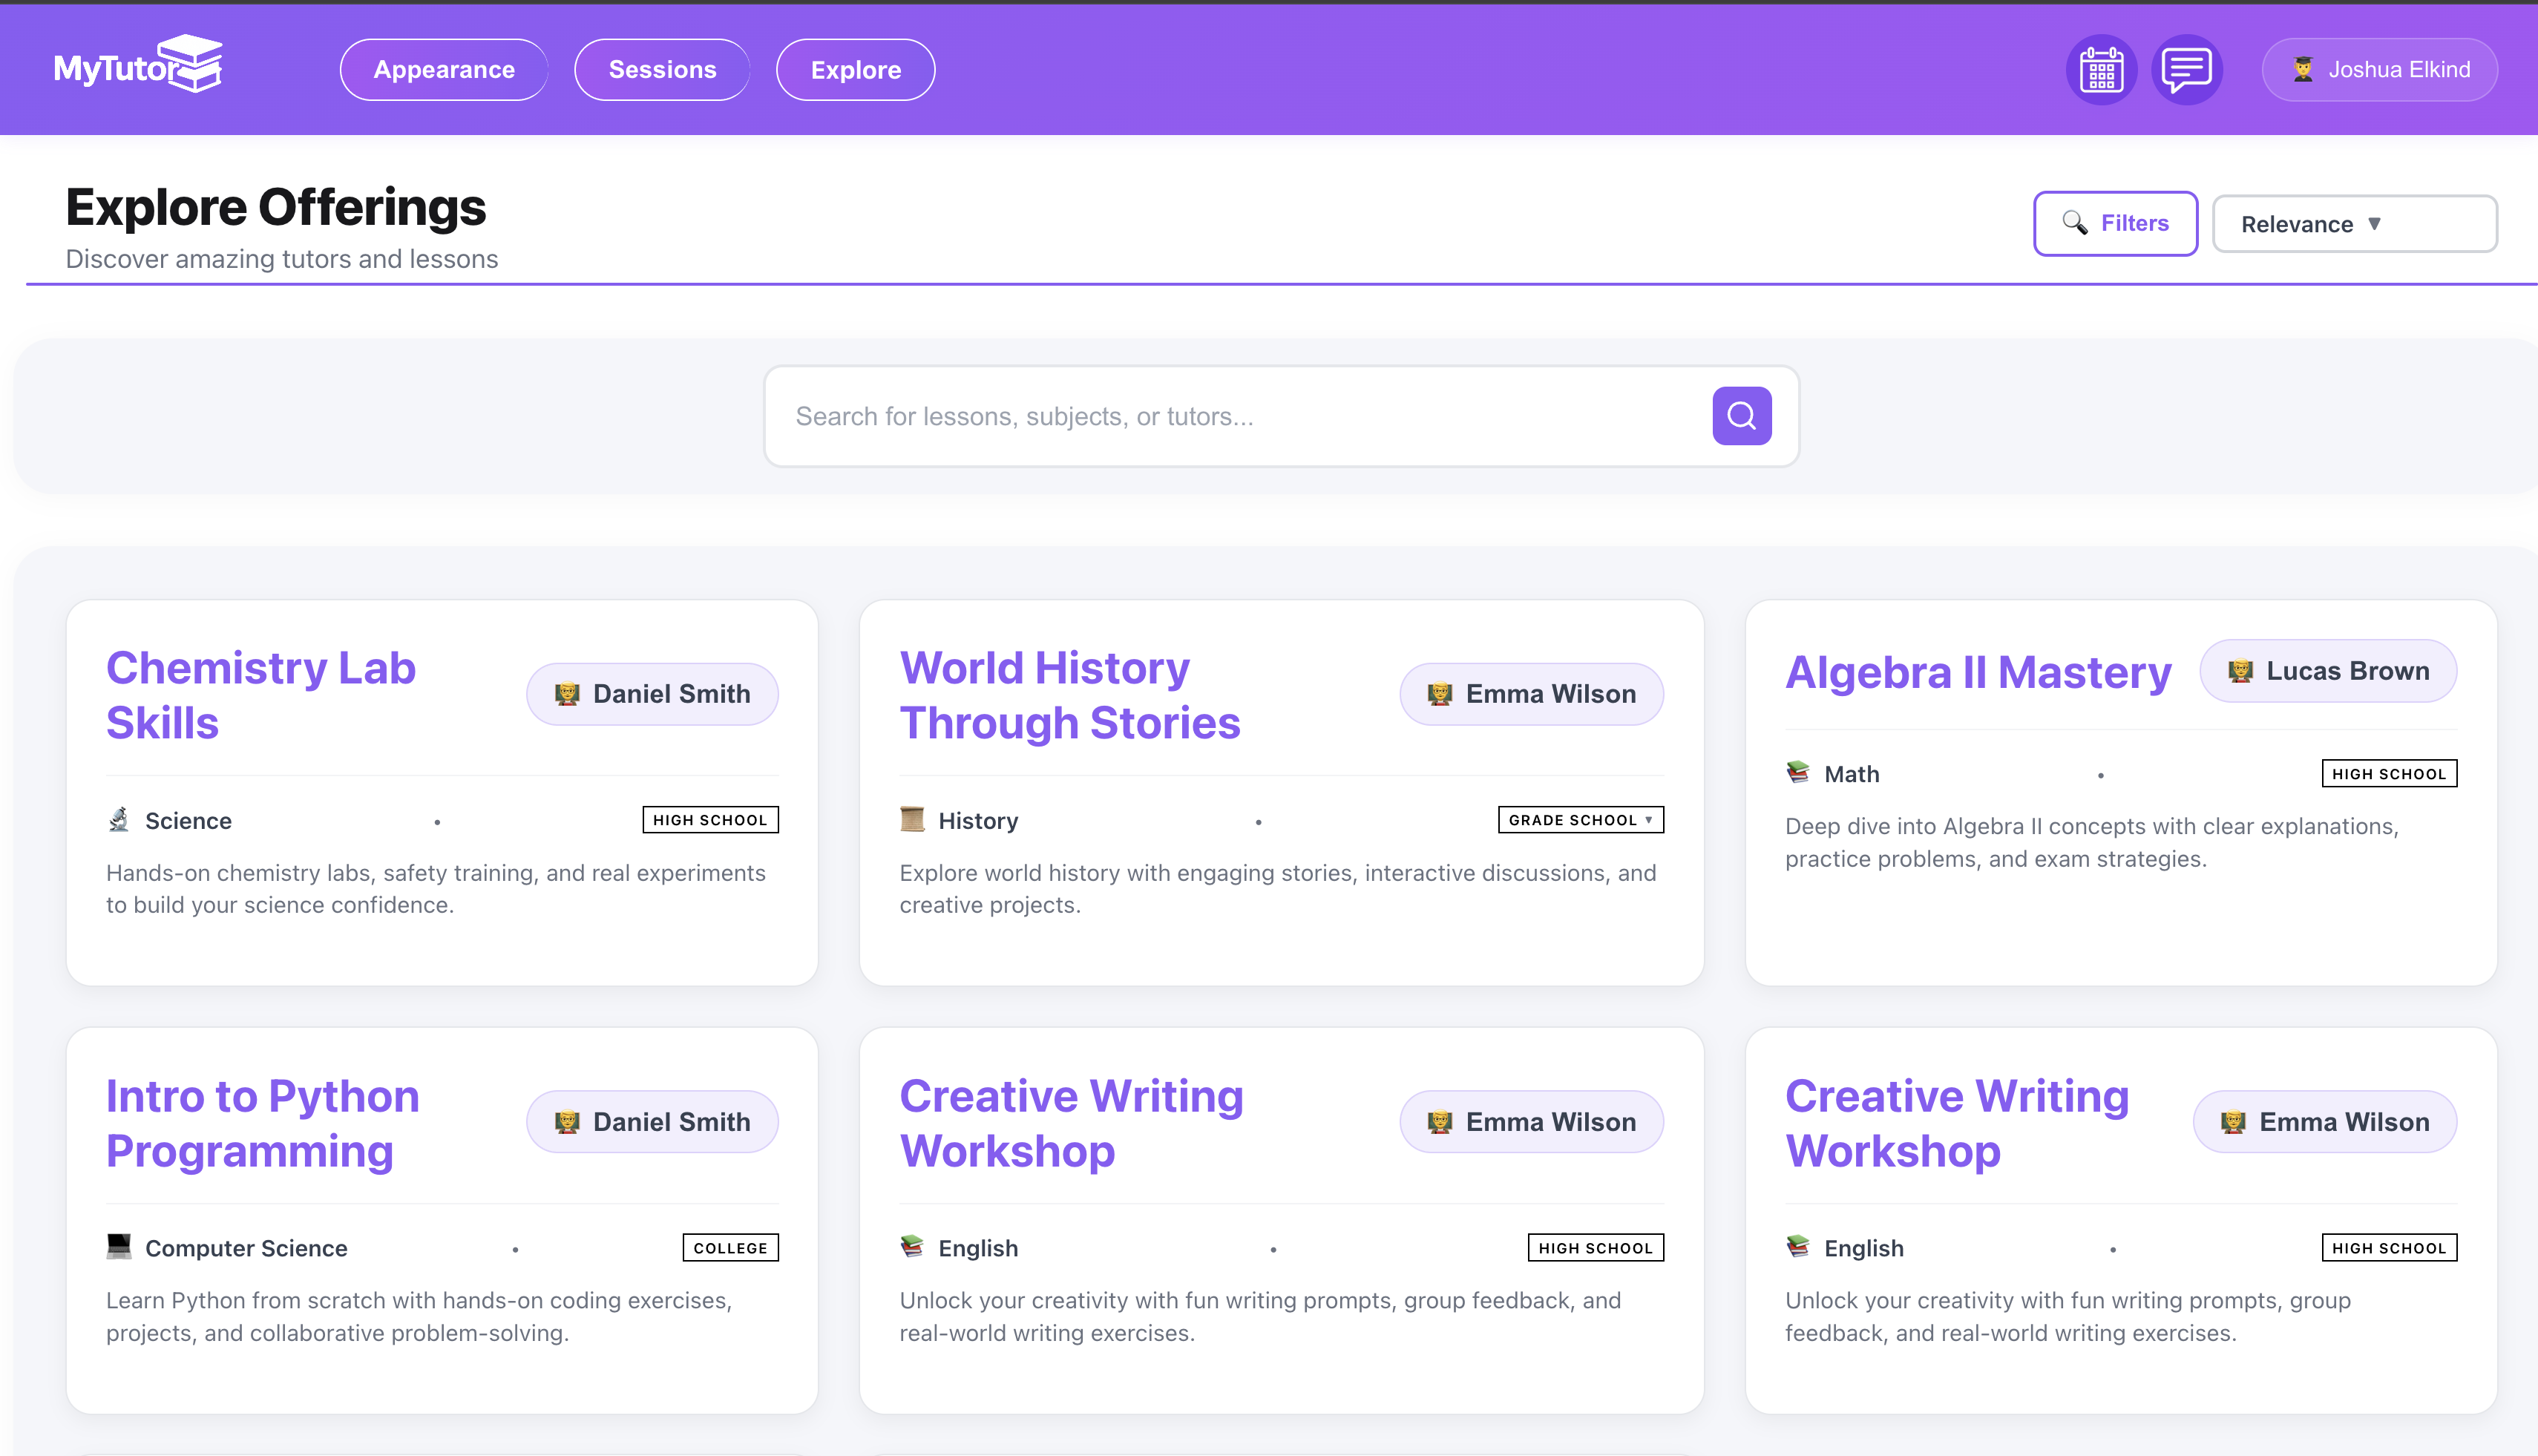 MyTutor
Appearance
Sessions
Explore
Joshua Elkind
Explore Offerings
Discover amazing tutors and lessons
Filters
Relevance ▼
Search for lessons, subjects, or tutors...
Chemistry Lab
Skills
Daniel Smith
Science
•
HIGH SCHOOL
Hands-on chemistry labs, safety training, and real experiments
to build your science confidence.
World History
Through Stories
Emma Wilson
History
•
GRADE SCHOOL ▼
Explore world history with engaging stories, interactive discussions, and
creative projects.
Algebra II Mastery
Lucas Brown
Math
•
HIGH SCHOOL
Deep dive into Algebra II concepts with clear explanations,
practice problems, and exam strategies.
Intro to Python
Programming
Daniel Smith
Computer Science
•
COLLEGE
Learn Python from scratch with hands-on coding exercises,
projects, and collaborative problem-solving.
Creative Writing
Workshop
Emma Wilson
English
•
HIGH SCHOOL
Unlock your creativity with fun writing prompts, group feedback, and
real-world writing exercises.
Creative Writing
Workshop
Emma Wilson
English
•
HIGH SCHOOL
Unlock your creativity with fun writing prompts, group
feedback, and real-world writing exercises.